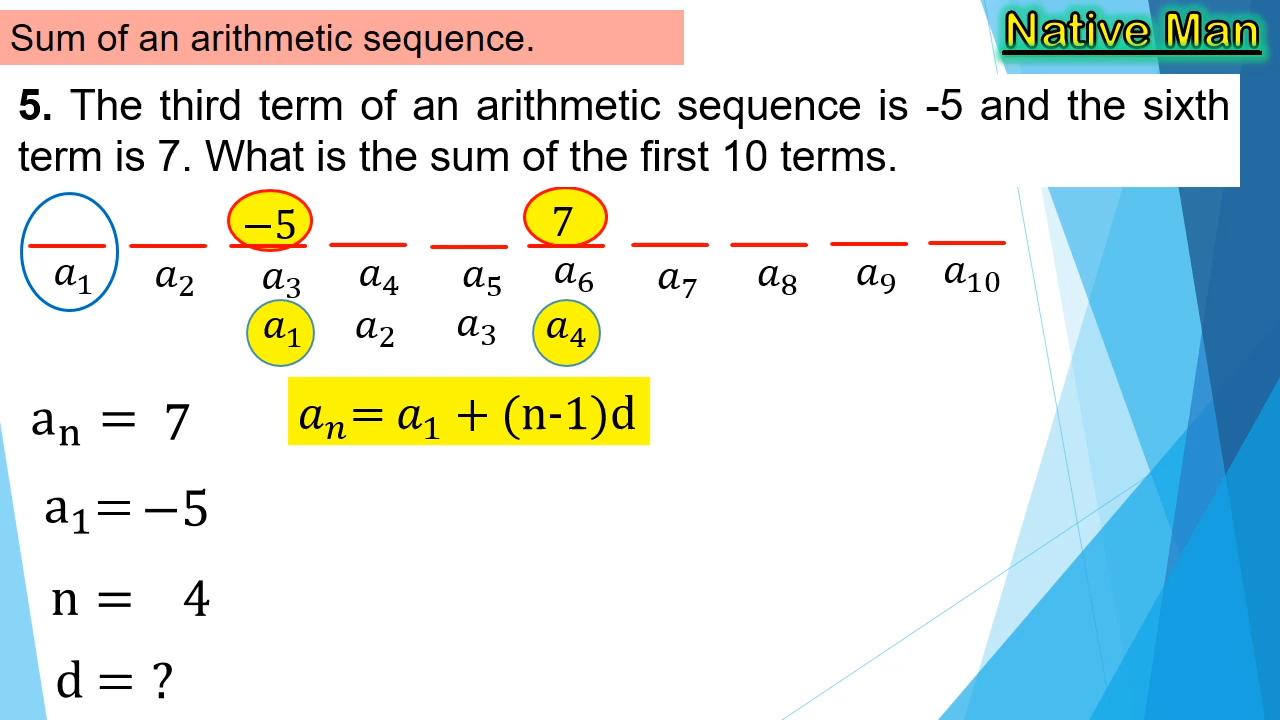 Sum of an arithmetic sequence.
Native Man
5. The third term of an arithmetic sequence is -5 and the sixth
term is 7. What is the sum of the first 10 terms.
−5 7
a₁ a₂ a₃ a₄ a₅ a₆ a₇ a₈ a₉ a₁₀
a₁ a₂ a₃ a₄
aₙ = 7
aₙ= a₁ + (n-1)d
a₁=−5
n = 4
d = ?